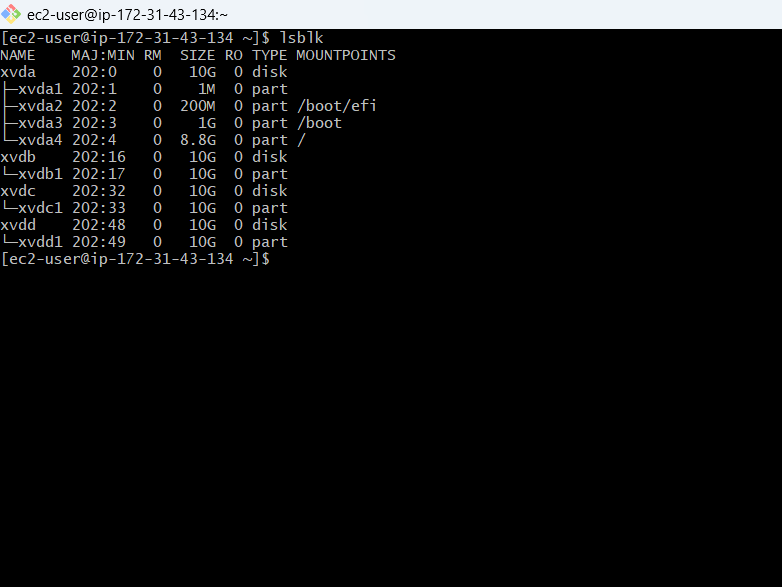 ec2-user@ip-172-31-43-134:~
[ec2-user@ip-172-31-43-134 ~]$ lsblk
NAME    MAJ:MIN RM  SIZE RO TYPE MOUNTPOINTS
xvda    202:0    0   10G  0 disk
├─xvda1 202:1    0    1M  0 part
├─xvda2 202:2    0  200M  0 part /boot/efi
├─xvda3 202:3    0    1G  0 part /boot
└─xvda4 202:4    0  8.8G  0 part /
xvdb    202:16   0   10G  0 disk
└─xvdb1 202:17   0   10G  0 part
xvdc    202:32   0   10G  0 disk
└─xvdc1 202:33   0   10G  0 part
xvdd    202:48   0   10G  0 disk
└─xvdd1 202:49   0   10G  0 part
[ec2-user@ip-172-31-43-134 ~]$